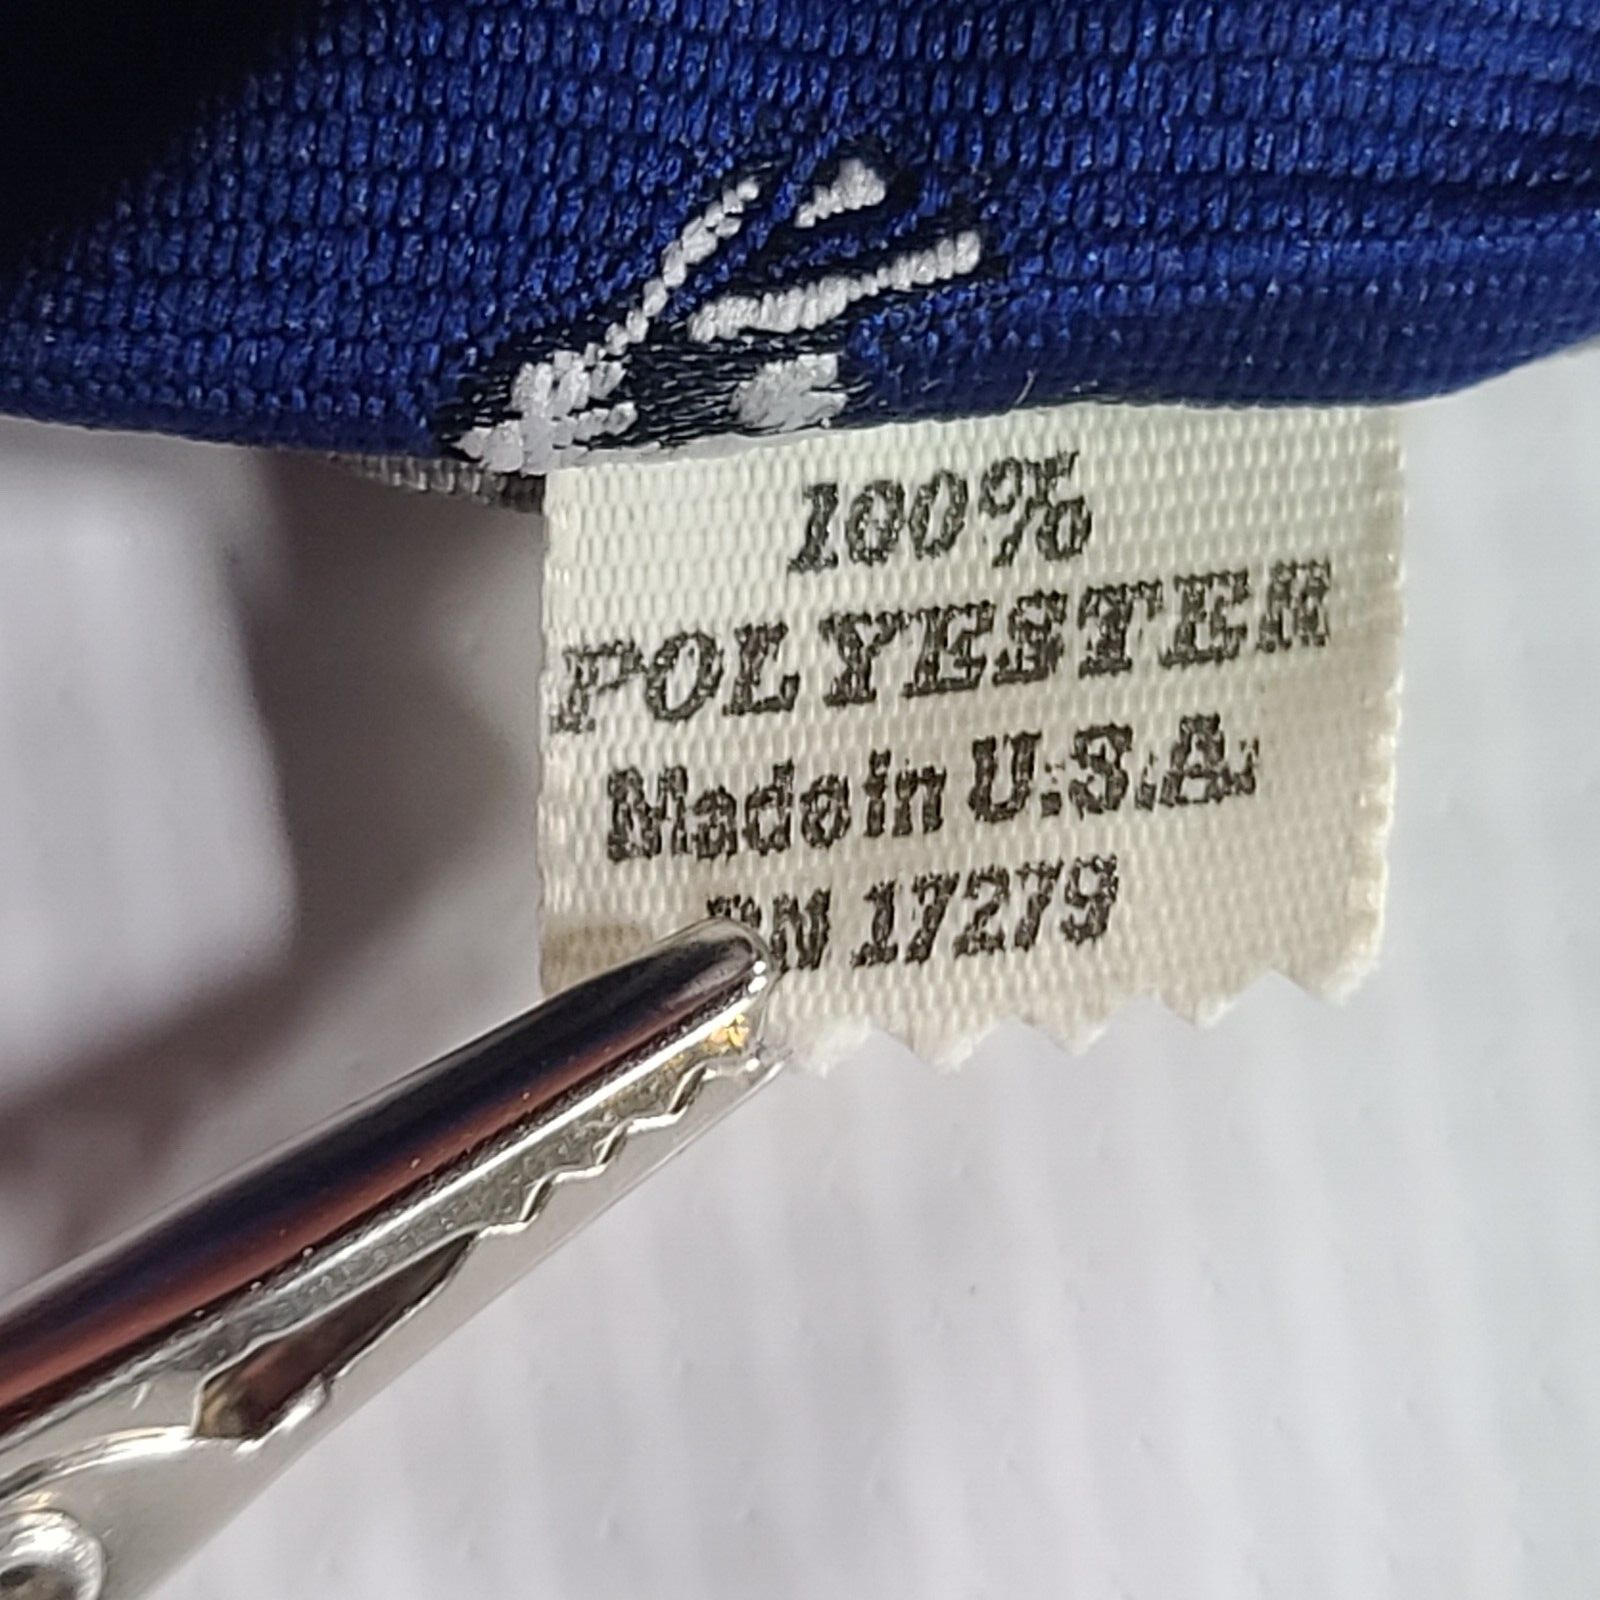 100%
POLYESTER
Made in U.S.A.
RN 17279